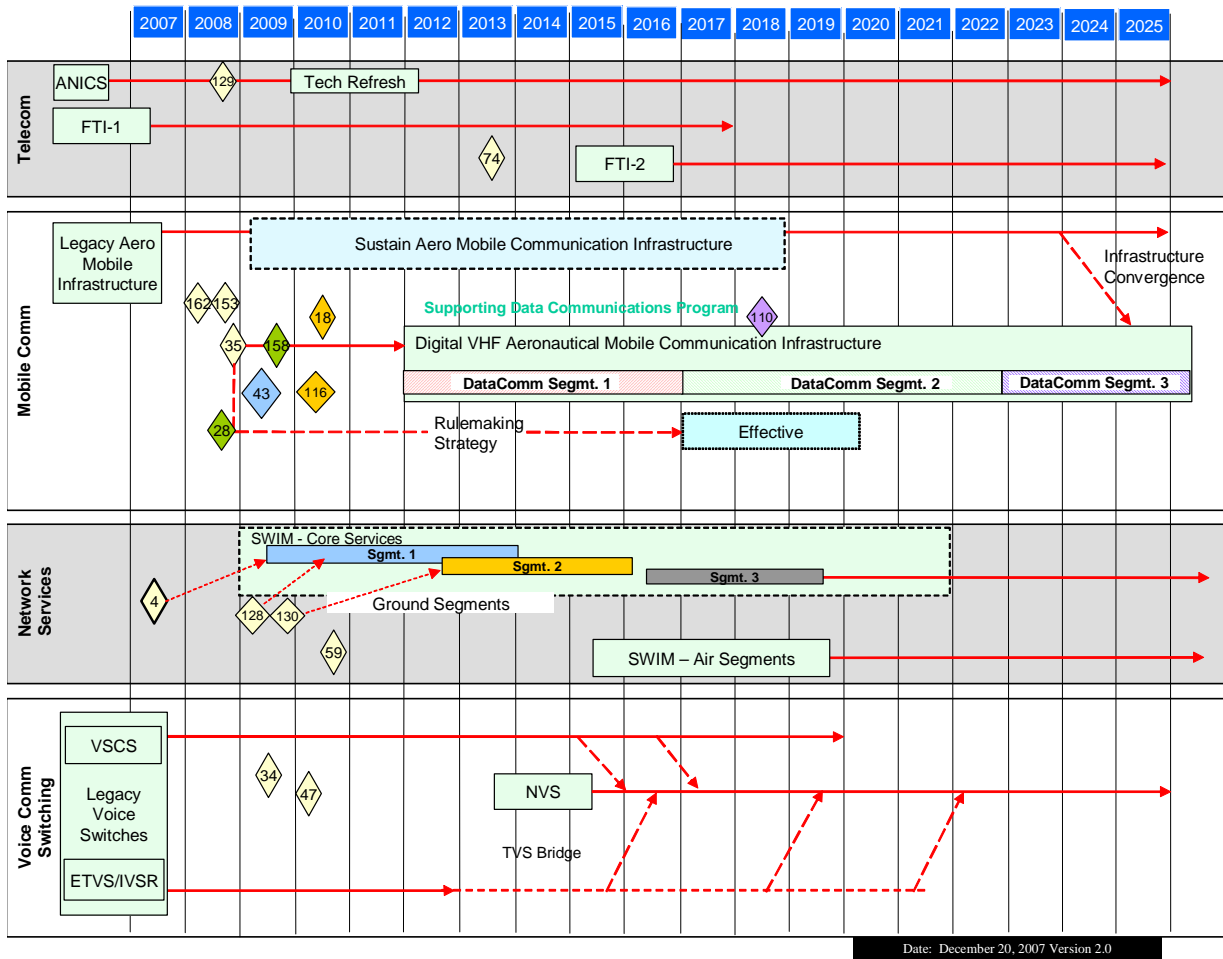 2007 2008 2009 2010 2011 2012 2013 2014 2015 2016 2017 2018 2019 2020 2021 2022 2023 2024 2025
Telecom
ANICS
129
Tech Refresh
FTI-1
74
FTI-2
Mobile Comm
Legacy Aero
Mobile
Infrastructure
Sustain Aero Mobile Communication Infrastructure
Infrastructure
Convergence
162
153
18
Supporting Data Communications Program
110
35
158
Digital VHF Aeronautical Mobile Communication Infrastructure
43
116
DataComm Segmt. 1
DataComm Segmt. 2
DataComm Segmt. 3
28
Rulemaking
Strategy
Effective
Network
Services
SWIM - Core Services
Sgmt. 1
Sgmt. 2
Sgmt. 3
4
128
130
Ground Segments
59
SWIM – Air Segments
Voice Comm
Switching
VSCS
34
47
NVS
Legacy
Voice
Switches
TVS Bridge
ETVS/IVSR
Date: December 20, 2007 Version 2.0